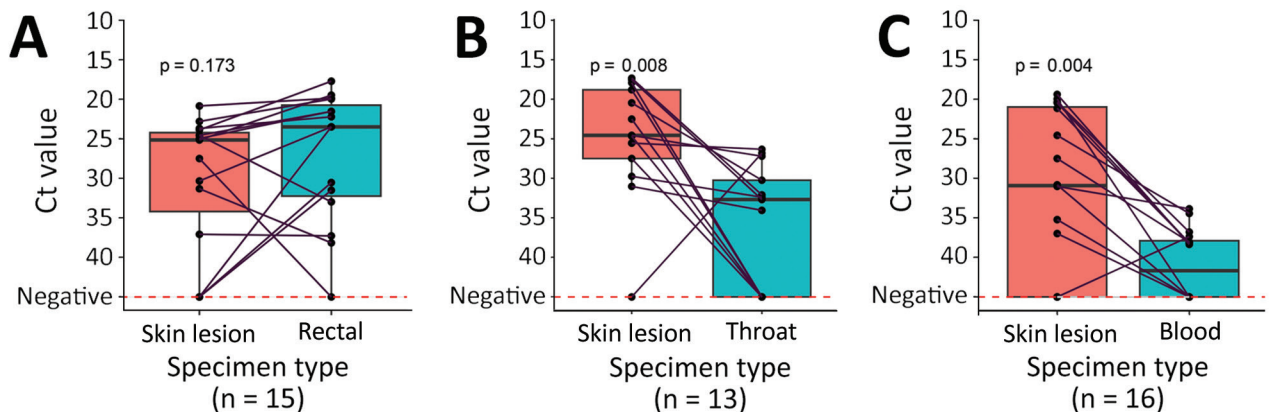 A
Ct value
10
15
20
25
30
35
40
Negative
p = 0.173
Skin lesion
Rectal
Specimen type
(n = 15)
B
Ct value
10
15
20
25
30
35
40
Negative
p = 0.008
Skin lesion
Throat
Specimen type
(n = 13)
C
Ct value
10
15
20
25
30
35
40
Negative
p = 0.004
Skin lesion
Blood
Specimen type
(n = 16)